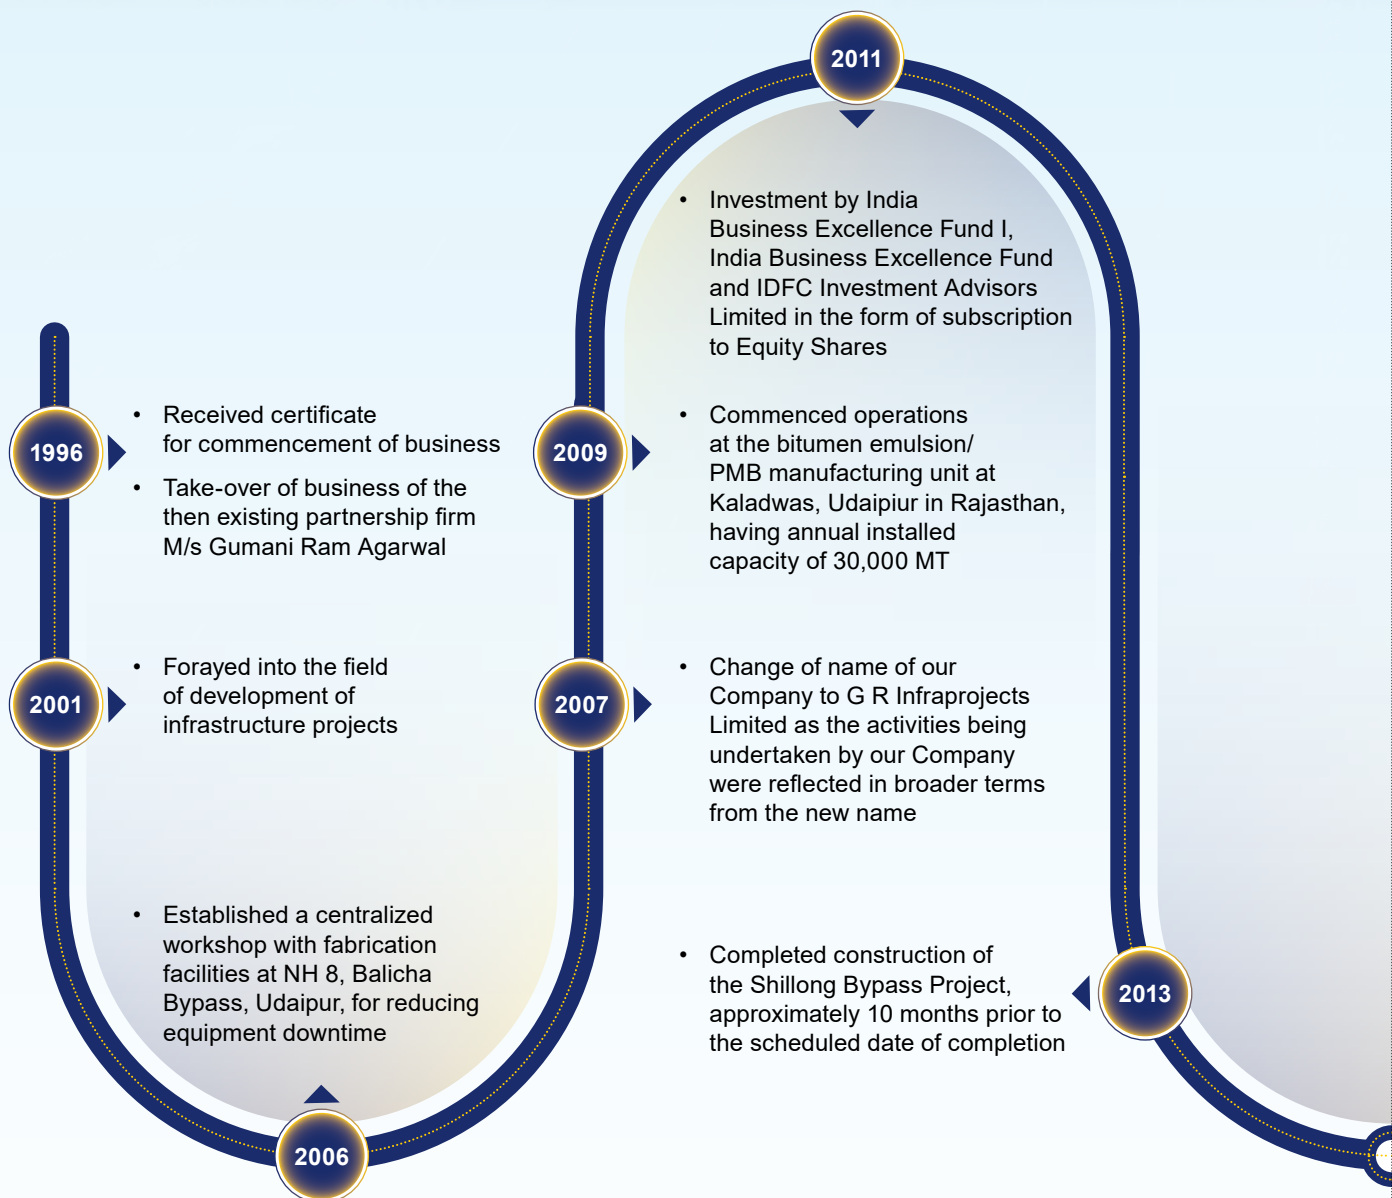 1996
• Received certificate
for commencement of business
• Take-over of business of the
then existing partnership firm
M/s Gumani Ram Agarwal
2001
• Forayed into the field
of development of
infrastructure projects
2006
• Established a centralized
workshop with fabrication
facilities at NH 8, Balicha
Bypass, Udaipur, for reducing
equipment downtime
2007
• Change of name of our
Company to G R Infraprojects
Limited as the activities being
undertaken by our Company
were reflected in broader terms
from the new name
2009
• Commenced operations
at the bitumen emulsion/
PMB manufacturing unit at
Kaladwas, Udaipiur in Rajasthan,
having annual installed
capacity of 30,000 MT
2011
• Investment by India
Business Excellence Fund I,
India Business Excellence Fund
and IDFC Investment Advisors
Limited in the form of subscription
to Equity Shares
2013
• Completed construction of
the Shillong Bypass Project,
approximately 10 months prior to
the scheduled date of completion